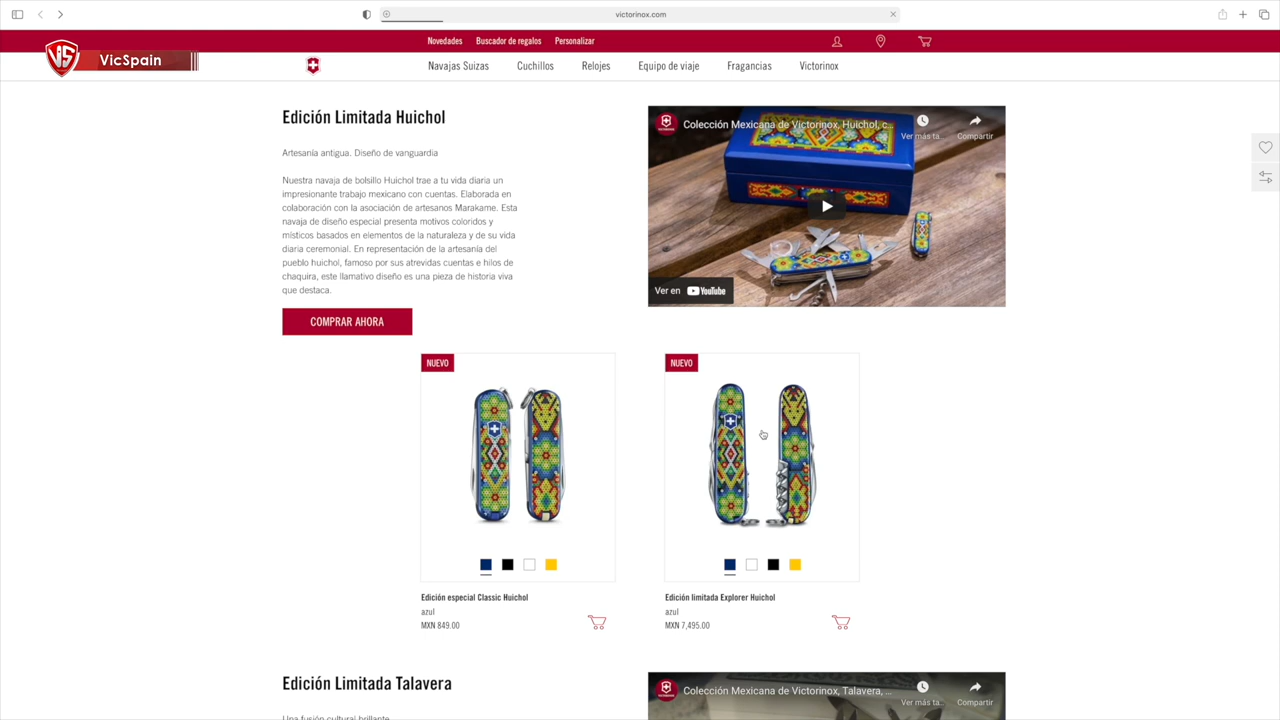 victorinox.com
Novedades Buscador de regalos Personalizar
VS VicSpain
Navajas Suizas Cuchillos Relojes Equipo de viaje Fragancias Victorinox
Edición Limitada Huichol
Artesanía antigua. Diseño de vanguardia
Nuestra navaja de bolsillo Huichol trae a tu vida diaria un
impresionante trabajo mexicano con cuentas. Elaborada en
colaboración con la asociación de artesanos Marakame. Esta
navaja de diseño especial presenta motivos coloridos y
místicos basados en elementos de la naturaleza y de su vida
diaria ceremonial. En representación de la artesanía del
pueblo huichol, famoso por sus atrevidas cuentas e hilos de
chaquira, este llamativo diseño es una pieza de historia viva
que destaca.
COMPRAR AHORA
Colección Mexicana de Victorinox, Huichol, c...
Ver más ta...
Compartir
Ver en YouTube
NUEVO
Edición especial Classic Huichol
azul
MXN 849.00
NUEVO
Edición limitada Explorer Huichol
azul
MXN 7,495.00
Edición Limitada Talavera
Una fusión cultural brillante
Colección Mexicana de Victorinox, Talavera, ...
Ver más ta...
Compartir